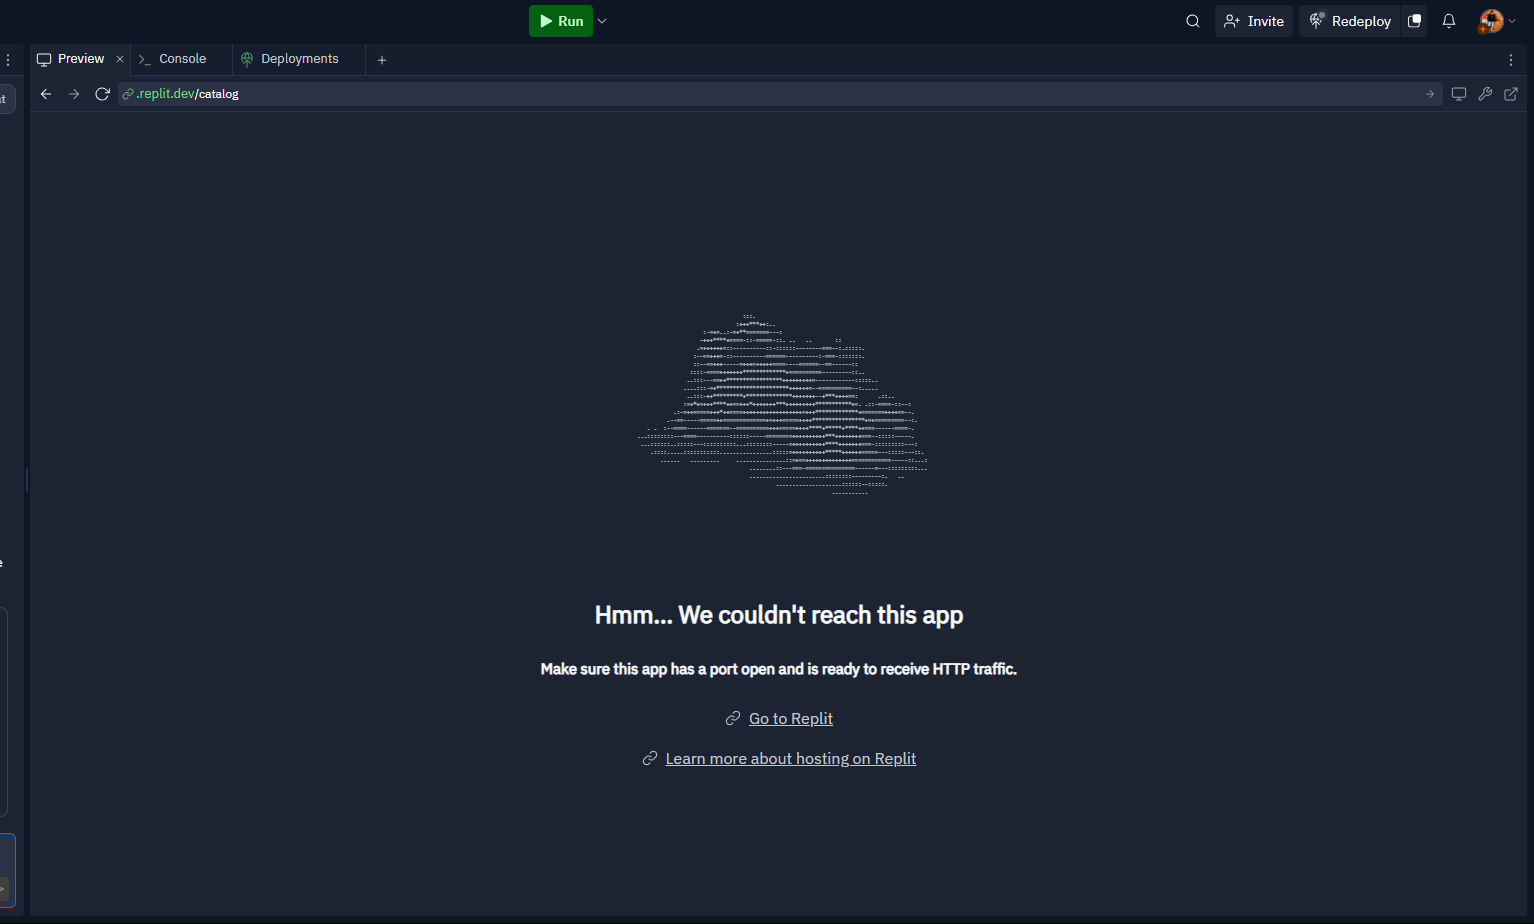 Run
Invite
Redeploy
Preview
Console
Deployments
.replit.dev/catalog
Hmm... We couldn't reach this app
Make sure this app has a port open and is ready to receive HTTP traffic.
Go to Replit
Learn more about hosting on Replit